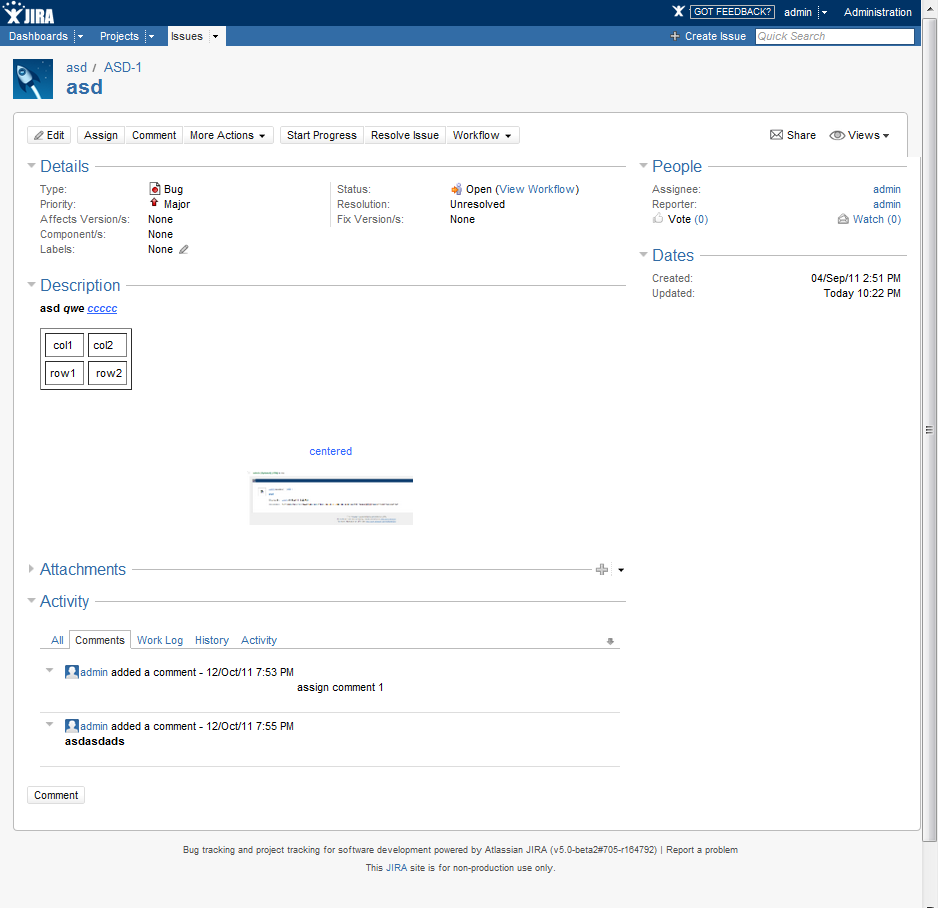 JIRA GOT FEEDBACK? admin Administration
Dashboards Projects Issues + Create Issue Quick Search
asd / ASD-1
asd
Edit Assign Comment More Actions Start Progress Resolve Issue Workflow Share Views
Details
Type: Bug Status: Open (View Workflow)
Priority: Major Resolution: Unresolved
Affects Version/s: None Fix Version/s: None
Component/s: None
Labels: None
People
Assignee: admin
Reporter: admin
Vote (0) Watch (0)
Dates
Created: 04/Sep/11 2:51 PM
Updated: Today 10:22 PM
Description
asd qwe ccccc
col1 col2
row1 row2
centered
Attachments
Activity
All Comments Work Log History Activity
admin added a comment - 12/Oct/11 7:53 PM
assign comment 1
admin added a comment - 12/Oct/11 7:55 PM
asdasdads
Comment
Bug tracking and project tracking for software development powered by Atlassian JIRA (v5.0-beta2#705-r164792) | Report a problem
This JIRA site is for non-production use only.